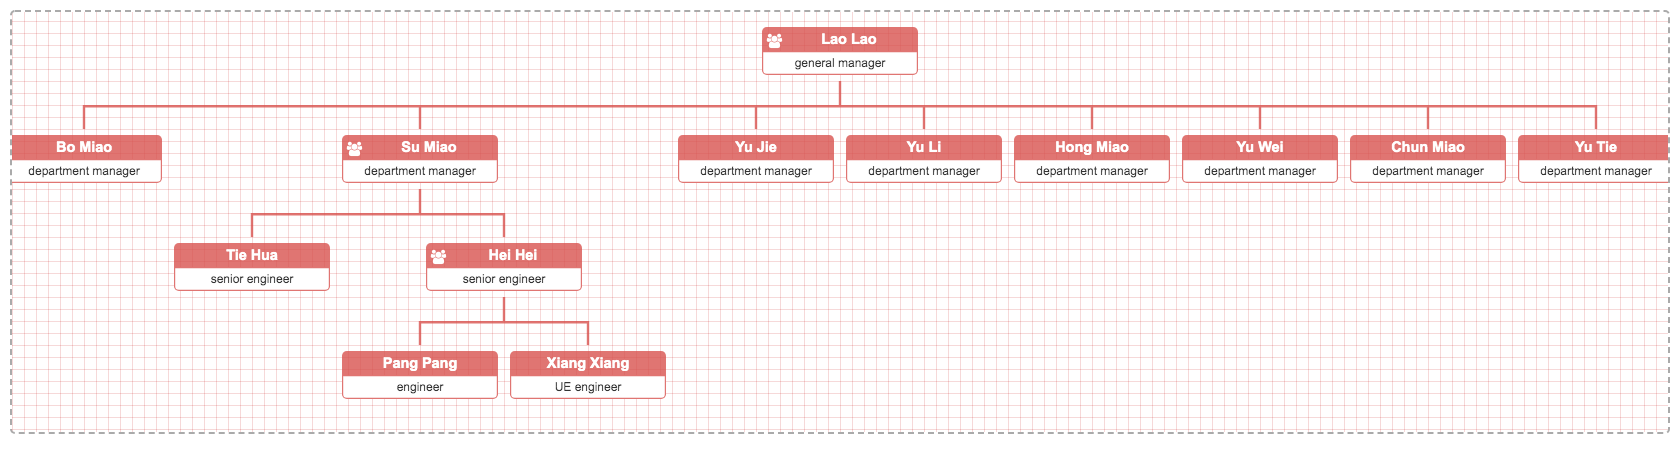 Lao Lao
general manager
Bo Miao
department manager
Su Miao
department manager
Yu Jie
department manager
Yu Li
department manager
Hong Miao
department manager
Yu Wei
department manager
Chun Miao
department manager
Yu Tie
department manager
Tie Hua
senior engineer
Hei Hei
senior engineer
Pang Pang
engineer
Xiang Xiang
UE engineer